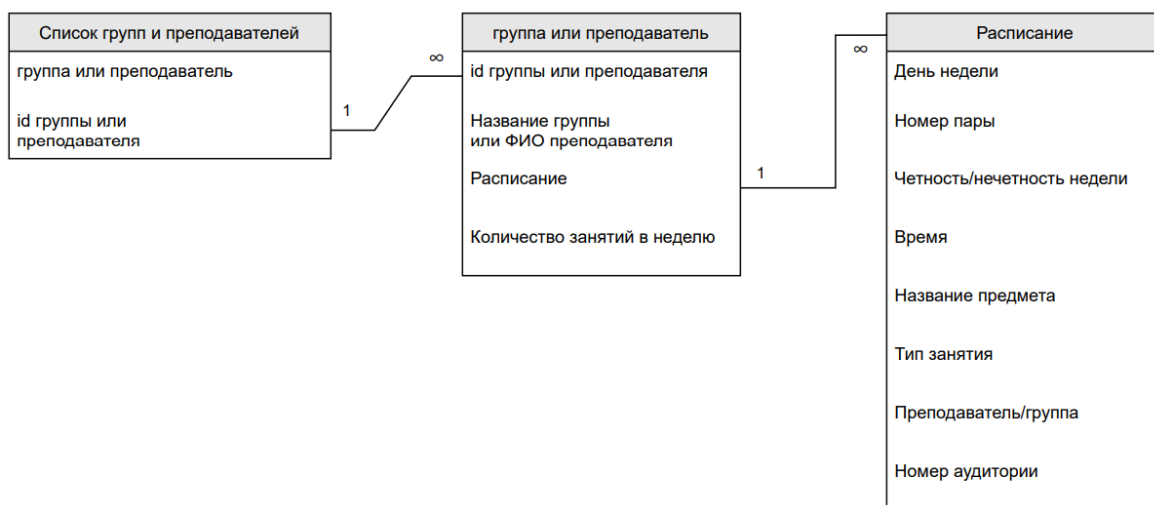 Список групп и преподавателей
группа или преподаватель
id группы или
преподавателя
1
∞
группа или преподаватель
id группы или преподавателя
Название группы
или ФИО преподавателя
Расписание
Количество занятий в неделю
1
∞
Расписание
День недели
Номер пары
Четность/нечетность недели
Время
Название предмета
Тип занятия
Преподаватель/группа
Номер аудитории